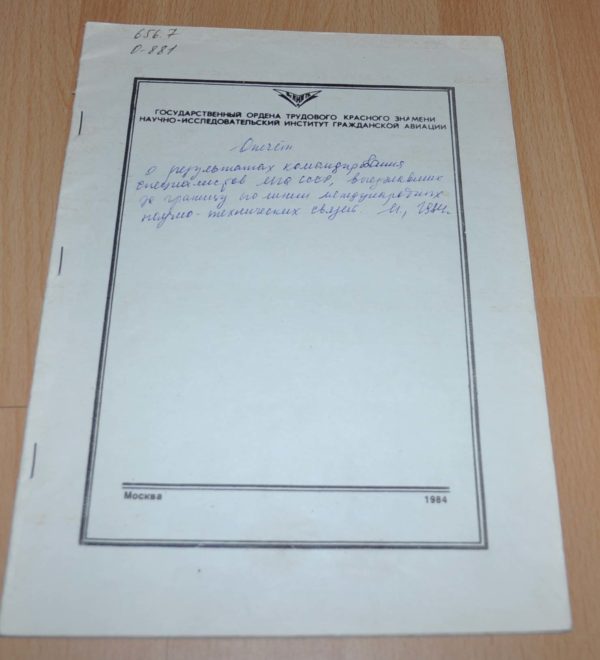 656.7
О-881
ГОСУДАРСТВЕННЫЙ ОРДЕНА ТРУДОВОГО КРАСНОГО ЗНАМЕНИ
НАУЧНО-ИССЛЕДОВАТЕЛЬСКИЙ ИНСТИТУТ ГРАЖДАНСКОЙ АВИАЦИИ
Отчёт
о результатах командирования
специалистов МГА СССР, выезжавших
за границу по линии международных
научно-технических связей М., 1984.
Москва
1984